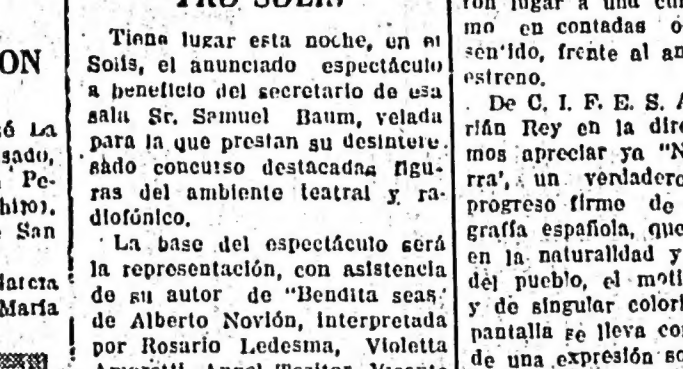 ON
ó La
sado,
Pe-
hito).
San
Marcia
María
TRO SOLIS
Tiene lugar esta noche, en el
Solís, el anunciado espectáculo
a beneficio del secretario de esa
sala Sr. Samuel Baum, velada
para la que prestan su desintere-
sado concurso destacadas figu-
ras del ambiente teatral y ra-
diofónico.
La base del espectáculo será
la representación, con asistencia
de su autor de "Bendita seas,'
de Alberto Novión, interpretada
por Rosario Ledesma, Violetta
Vicente
ron lugar a una
mo en contadas o
sentido, frente al
estreno.
De C. I. F. E. S. A
rián Rey en la dire
mos apreciar ya "N
rra', un verdadero
progreso firme de
grafía española, que
en la naturalidad y
del pueblo, el moti
y de singular colori
pantalla se lleva co
de una expresión so